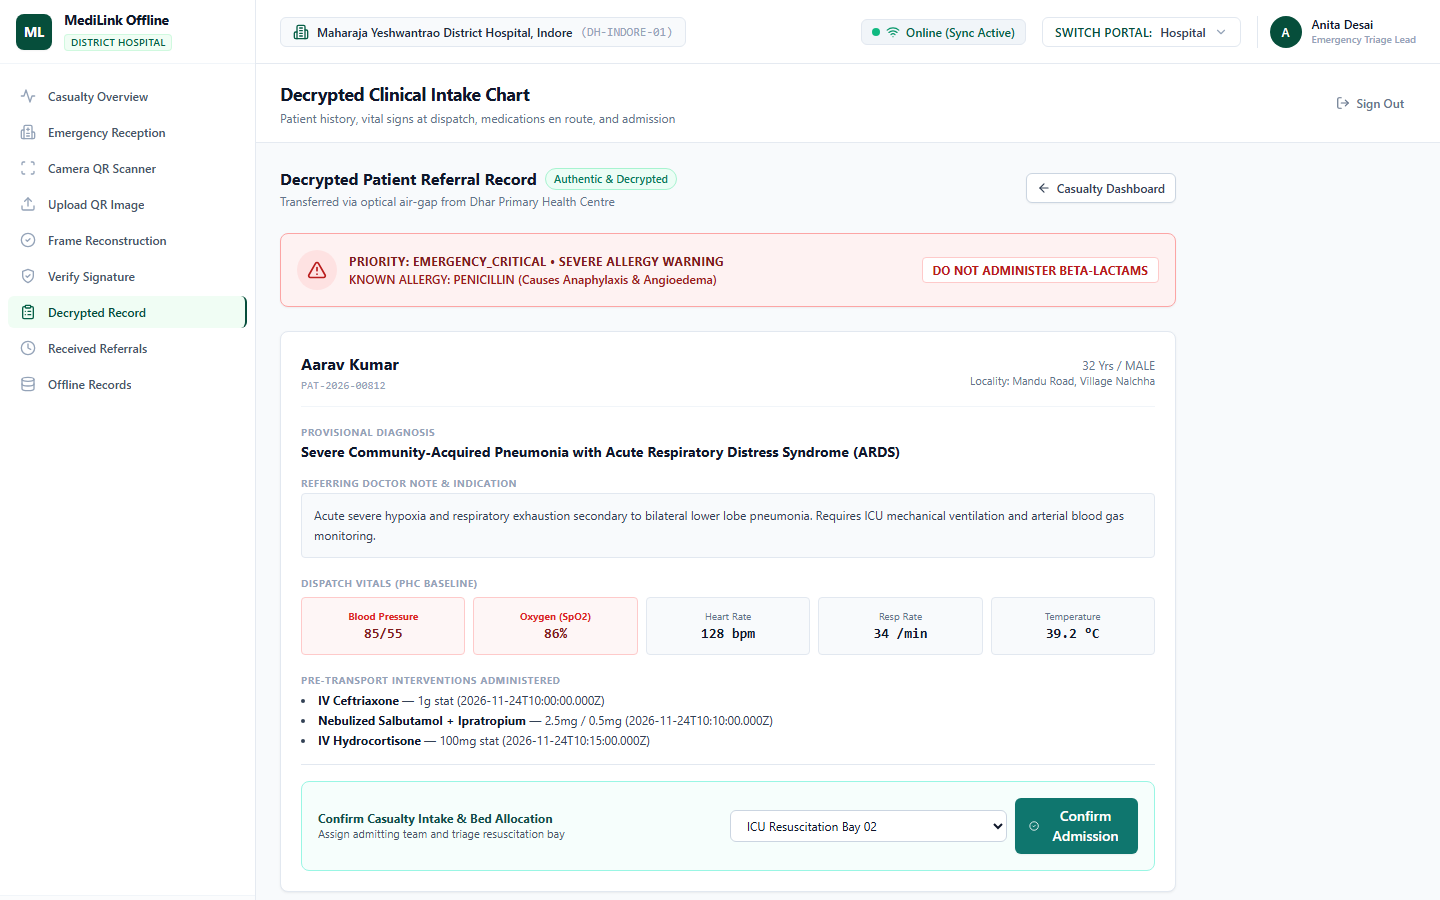 ML
MediLink Offline
DISTRICT HOSPITAL
Maharaja Yeshwantrao District Hospital, Indore (DH-INDORE-01)
Online (Sync Active)
SWITCH PORTAL: Hospital
A
Anita Desai
Emergency Triage Lead
Casualty Overview
Emergency Reception
Camera QR Scanner
Upload QR Image
Frame Reconstruction
Verify Signature
Decrypted Record
Received Referrals
Offline Records
Decrypted Clinical Intake Chart
Patient history, vital signs at dispatch, medications en route, and admission
Sign Out
Decrypted Patient Referral Record
Authentic & Decrypted
Transferred via optical air-gap from Dhar Primary Health Centre
Casualty Dashboard
PRIORITY: EMERGENCY_CRITICAL • SEVERE ALLERGY WARNING
KNOWN ALLERGY: PENICILLIN (Causes Anaphylaxis & Angioedema)
DO NOT ADMINISTER BETA-LACTAMS
Aarav Kumar
PAT-2026-00812
32 Yrs / MALE
Locality: Mandu Road, Village Nalchha
PROVISIONAL DIAGNOSIS
Severe Community-Acquired Pneumonia with Acute Respiratory Distress Syndrome (ARDS)
REFERRING DOCTOR NOTE & INDICATION
Acute severe hypoxia and respiratory exhaustion secondary to bilateral lower lobe pneumonia. Requires ICU mechanical ventilation and arterial blood gas
monitoring.
DISPATCH VITALS (PHC BASELINE)
Blood Pressure
85/55
Oxygen (SpO2)
86%
Heart Rate
128 bpm
Resp Rate
34 /min
Temperature
39.2 °C
PRE-TRANSPORT INTERVENTIONS ADMINISTERED
• IV Ceftriaxone — 1g stat (2026-11-24T10:00:00.000Z)
• Nebulized Salbutamol + Ipratropium — 2.5mg / 0.5mg (2026-11-24T10:10:00.000Z)
• IV Hydrocortisone — 100mg stat (2026-11-24T10:15:00.000Z)
Confirm Casualty Intake & Bed Allocation
Assign admitting team and triage resuscitation bay
ICU Resuscitation Bay 02
Confirm
Admission